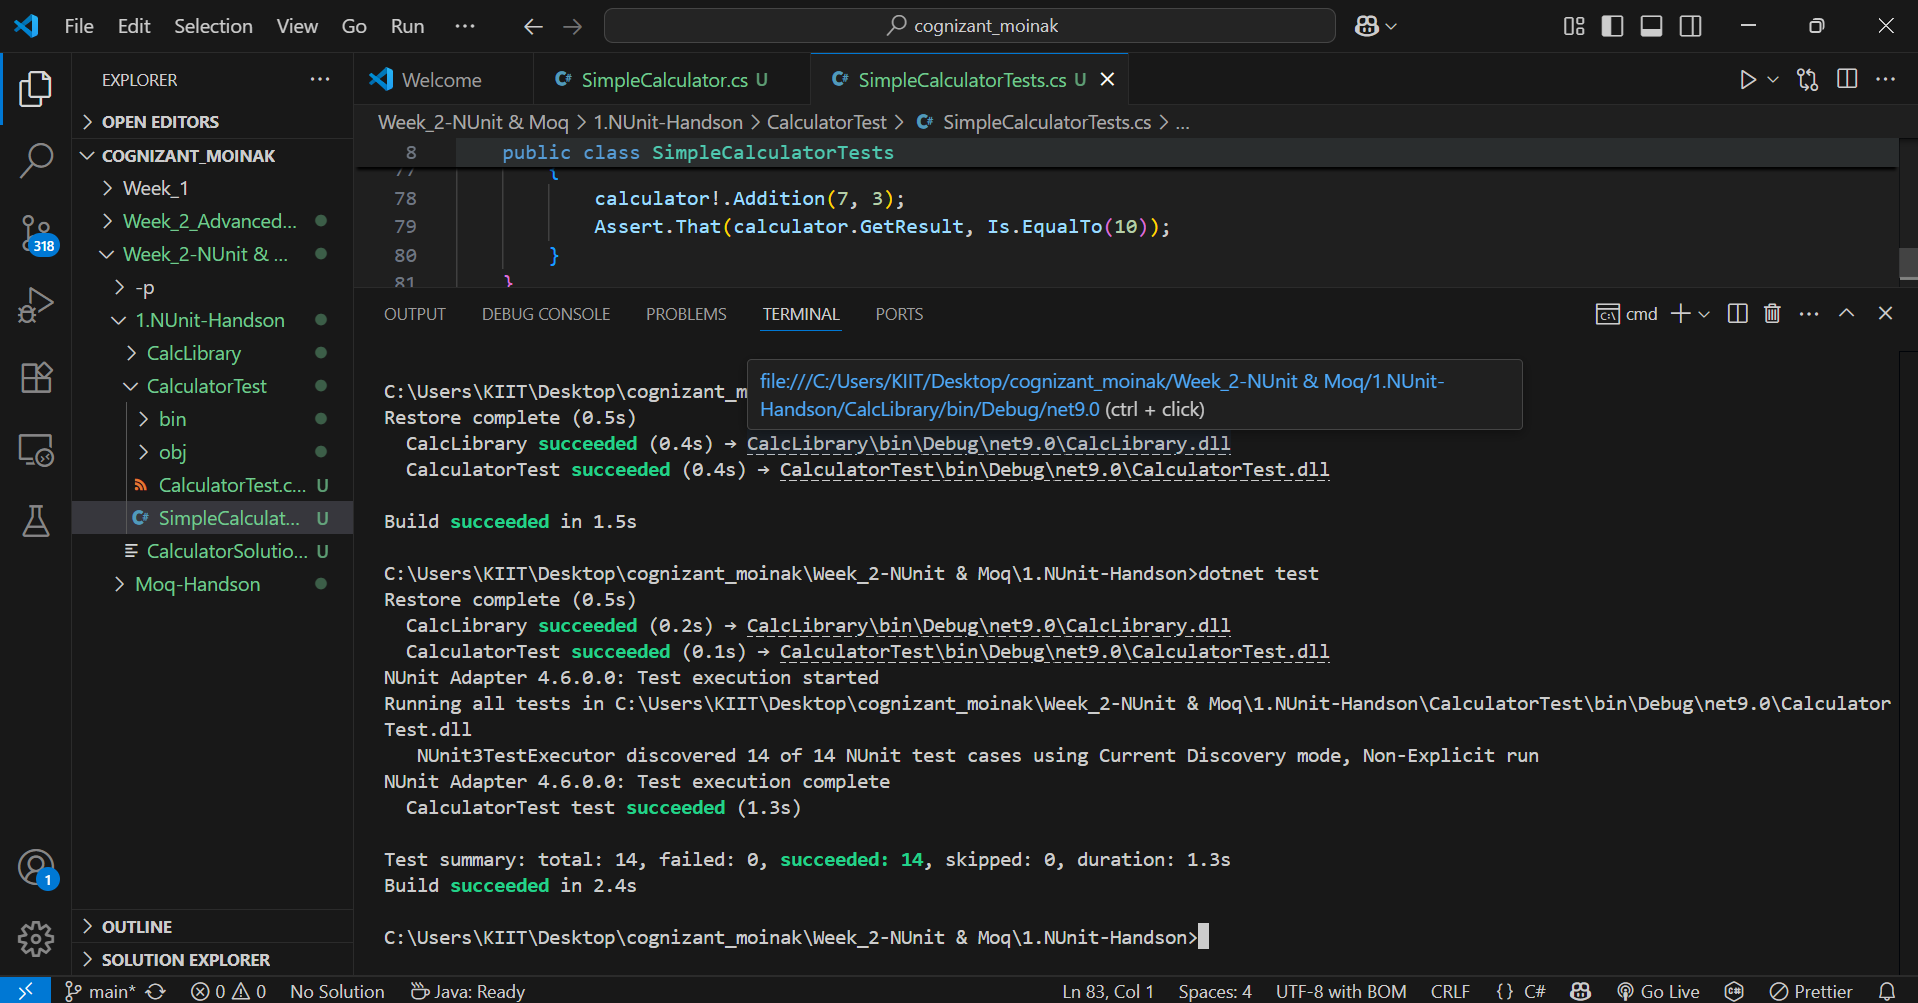 File Edit Selection View Go Run ... cognizant_moinak
EXPLORER ...
OPEN EDITORS
COGNIZANT_MOINAK
Week_1
Week_2_Advanced...
Week_2-NUnit & ...
-p
1.NUnit-Handson
CalcLibrary
CalculatorTest
bin
obj
CalculatorTest.c... U
SimpleCalculat... U
CalculatorSolutio... U
Moq-Handson
OUTLINE
SOLUTION EXPLORER
318
1
Welcome C# SimpleCalculator.cs U C# SimpleCalculatorTests.cs U
Week_2-NUnit & Moq > 1.NUnit-Handson > CalculatorTest > C# SimpleCalculatorTests.cs > ...
8 public class SimpleCalculatorTests
77 {
78 calculator!.Addition(7, 3);
79 Assert.That(calculator.GetResult, Is.EqualTo(10));
80 }
81 }
OUTPUT DEBUG CONSOLE PROBLEMS TERMINAL PORTS cmd
file:///C:/Users/KIIT/Desktop/cognizant_moinak/Week_2-NUnit & Moq/1.NUnit-
Handson/CalcLibrary/bin/Debug/net9.0 (ctrl + click)
C:\Users\KIIT\Desktop\cognizant_m
Restore complete (0.5s)
CalcLibrary succeeded (0.4s) → CalcLibrary\bin\Debug\net9.0\CalcLibrary.dll
CalculatorTest succeeded (0.4s) → CalculatorTest\bin\Debug\net9.0\CalculatorTest.dll
Build succeeded in 1.5s
C:\Users\KIIT\Desktop\cognizant_moinak\Week_2-NUnit & Moq\1.NUnit-Handson>dotnet test
Restore complete (0.5s)
CalcLibrary succeeded (0.2s) → CalcLibrary\bin\Debug\net9.0\CalcLibrary.dll
CalculatorTest succeeded (0.1s) → CalculatorTest\bin\Debug\net9.0\CalculatorTest.dll
NUnit Adapter 4.6.0.0: Test execution started
Running all tests in C:\Users\KIIT\Desktop\cognizant_moinak\Week_2-NUnit & Moq\1.NUnit-Handson\CalculatorTest\bin\Debug\net9.0\Calculator
Test.dll
NUnit3TestExecutor discovered 14 of 14 NUnit test cases using Current Discovery mode, Non-Explicit run
NUnit Adapter 4.6.0.0: Test execution complete
CalculatorTest test succeeded (1.3s)
Test summary: total: 14, failed: 0, succeeded: 14, skipped: 0, duration: 1.3s
Build succeeded in 2.4s
C:\Users\KIIT\Desktop\cognizant_moinak\Week_2-NUnit & Moq\1.NUnit-Handson>
main* 0 0 No Solution Java: Ready Ln 83, Col 1 Spaces: 4 UTF-8 with BOM CRLF {} C# Go Live Prettier